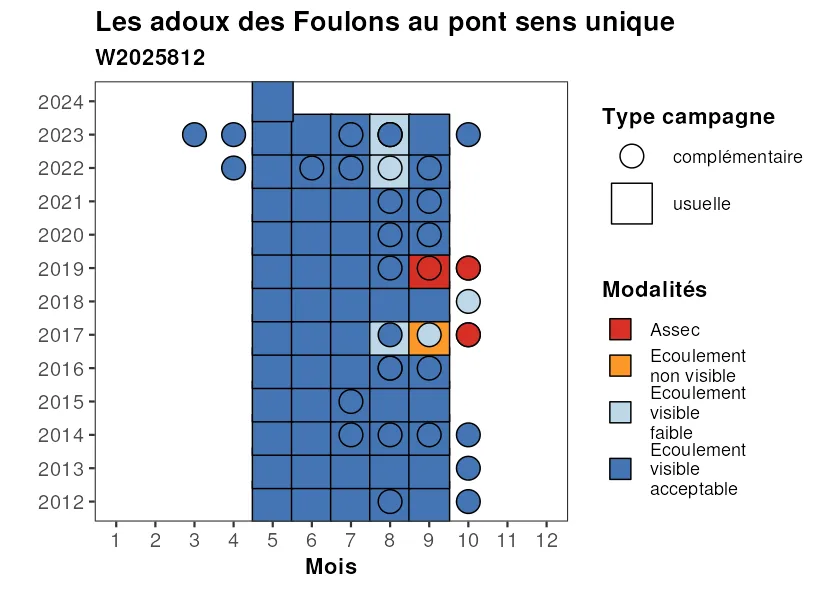 Les adoux des Foulons au pont sens unique
W2025812
2024
2023
2022
2021
2020
2019
2018
2017
2016
2015
2014
2013
2012
1 2 3 4 5 6 7 8 9 10 11 12
Mois
Type campagne
complémentaire
usuelle
Modalités
Assec
Ecoulement
non visible
Ecoulement
visible
faible
Ecoulement
visible
acceptable